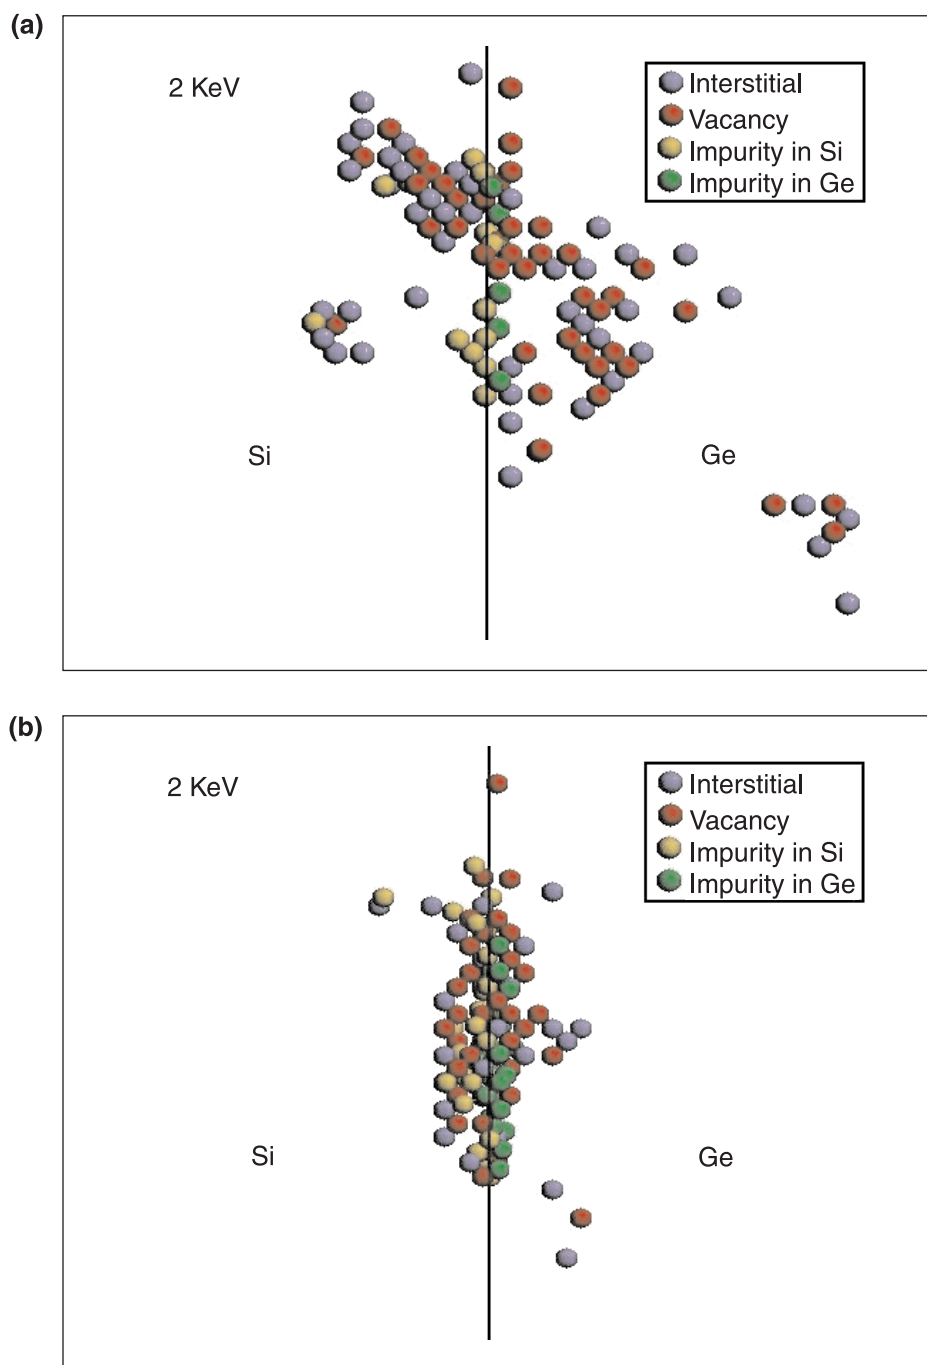 (a)
2 KeV
Interstitial
Vacancy
Impurity in Si
Impurity in Ge
Si
Ge
(b)
2 KeV
Interstitial
Vacancy
Impurity in Si
Impurity in Ge
Si
Ge